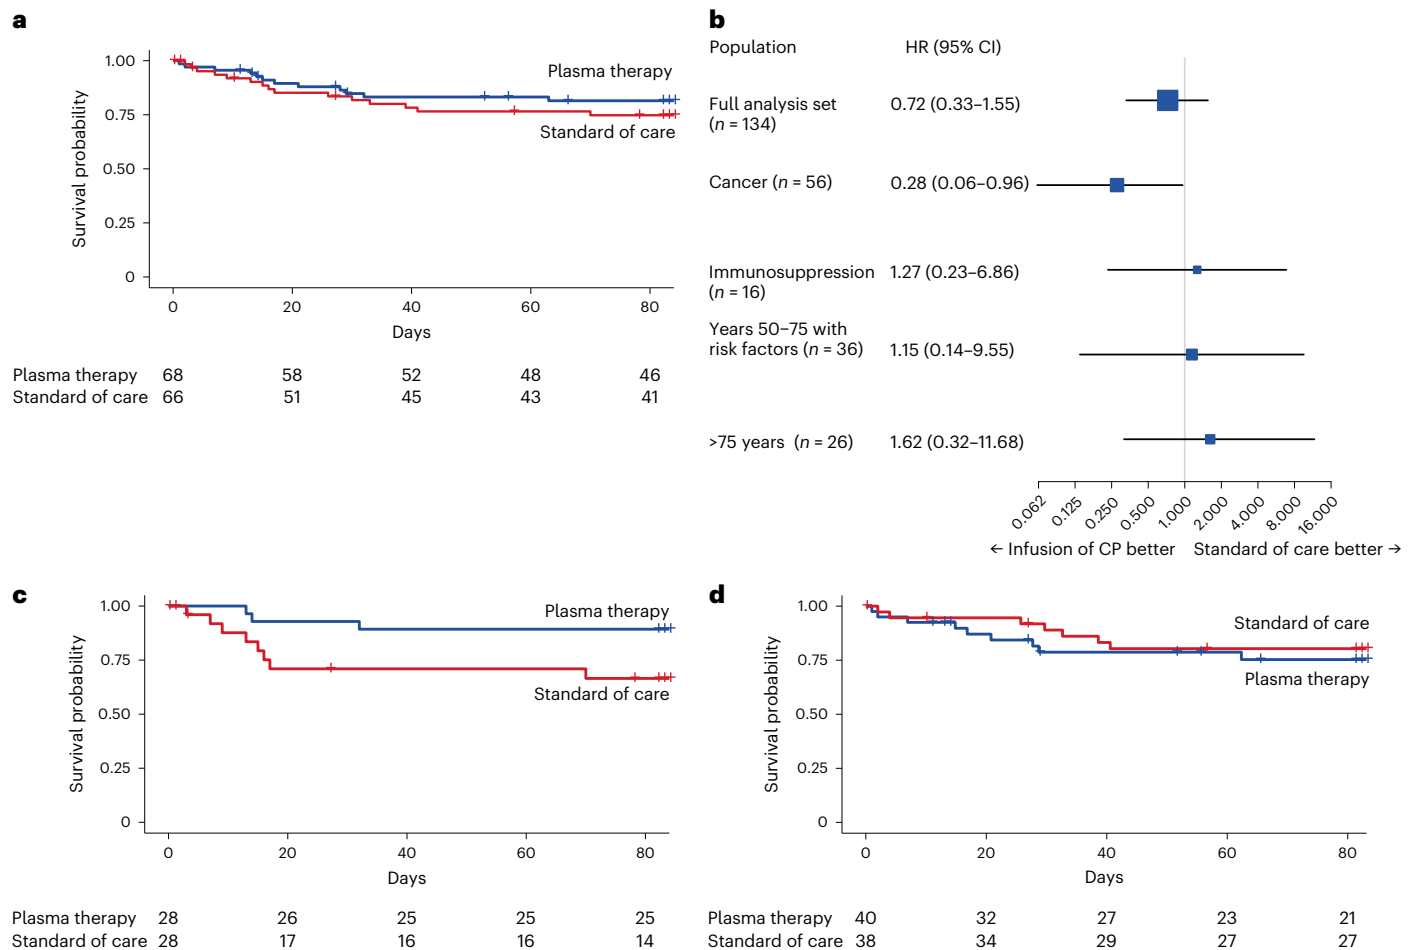 a
1.00
0.75
0.50
0.25
0
Survival probability
Plasma therapy
Standard of care
0 20 40 60 80
Days
Plasma therapy 68 58 52 48 46
Standard of care 66 51 45 43 41
b
Population HR (95% CI)
Full analysis set 0.72 (0.33–1.55)
(n = 134)
Cancer (n = 56) 0.28 (0.06–0.96)
Immunosuppression 1.27 (0.23–6.86)
(n = 16)
Years 50–75 with
risk factors (n = 36) 1.15 (0.14–9.55)
>75 years (n = 26) 1.62 (0.32–11.68)
0.062 0.125 0.250 0.500 1.000 2.000 4.000 8.000 16.000
← Infusion of CP better Standard of care better →
c
1.00
0.75
0.50
0.25
0
Survival probability
Plasma therapy
Standard of care
0 20 40 60 80
Days
Plasma therapy 28 26 25 25 25
Standard of care 28 17 16 16 14
d
1.00
0.75
0.50
0.25
0
Survival probability
Standard of care
Plasma therapy
0 20 40 60 80
Days
Plasma therapy 40 32 27 23 21
Standard of care 38 34 29 27 27